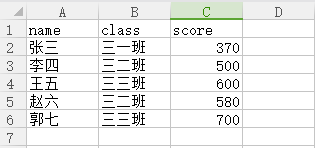 A B C D
1 name class score
2 张三 三一班 370
3 李四 三二班 500
4 王五 三三班 600
5 赵六 三二班 580
6 郭七 三三班 700
7